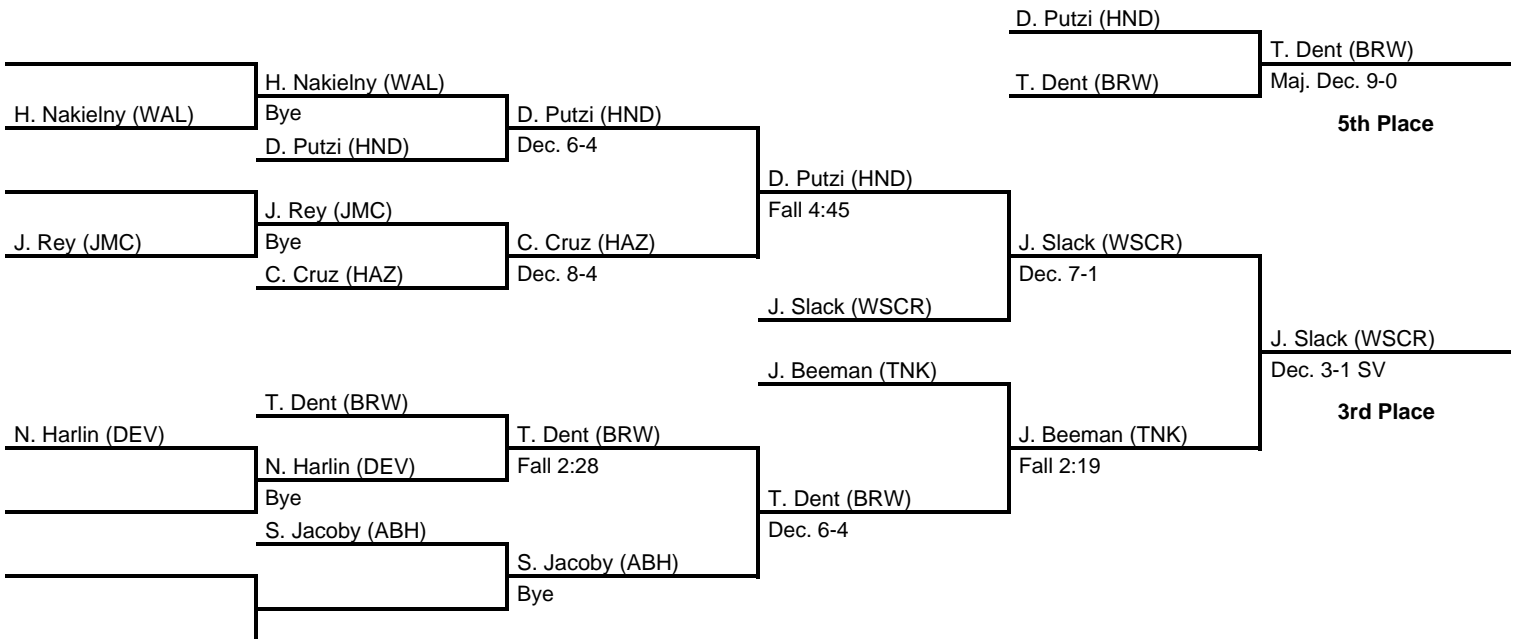 D. Putzi (HND)
T. Dent (BRW)
H. Nakielny (WAL)
T. Dent (BRW)
Maj. Dec. 9-0
H. Nakielny (WAL)
Bye
D. Putzi (HND)
5th Place
D. Putzi (HND)
Dec. 6-4
D. Putzi (HND)
J. Rey (JMC)
Fall 4:45
J. Rey (JMC)
Bye
C. Cruz (HAZ)
J. Slack (WSCR)
C. Cruz (HAZ)
Dec. 8-4
Dec. 7-1
J. Slack (WSCR)
J. Slack (WSCR)
J. Beeman (TNK)
Dec. 3-1 SV
T. Dent (BRW)
3rd Place
N. Harlin (DEV)
T. Dent (BRW)
J. Beeman (TNK)
N. Harlin (DEV)
Fall 2:28
Fall 2:19
Bye
T. Dent (BRW)
S. Jacoby (ABH)
Dec. 6-4
S. Jacoby (ABH)
Bye